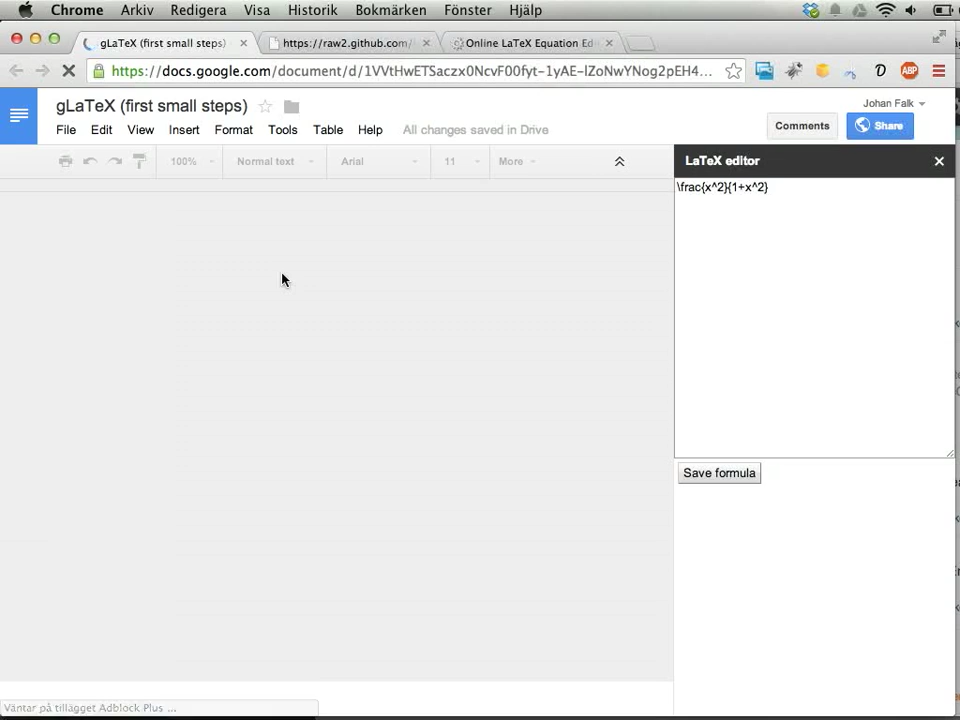 Chrome Arkiv Redigera Visa Historik Bokmärken Fönster Hjälp
gLaTeX (first small steps) https://raw2.github.com/ Online LaTeX Equation Edi
https://docs.google.com/document/d/1VVtHwETSaczx0NcvF00fyt-1yAE-lZoNwYNog2pEH4... ABP
gLaTeX (first small steps) Johan Falk
File Edit View Insert Format Tools Table Help All changes saved in Drive Comments Share
100% Normal text Arial 11 More LaTeX editor
\frac{x^2}{1+x^2}
Save formula
Väntar på tillägget Adblock Plus ...